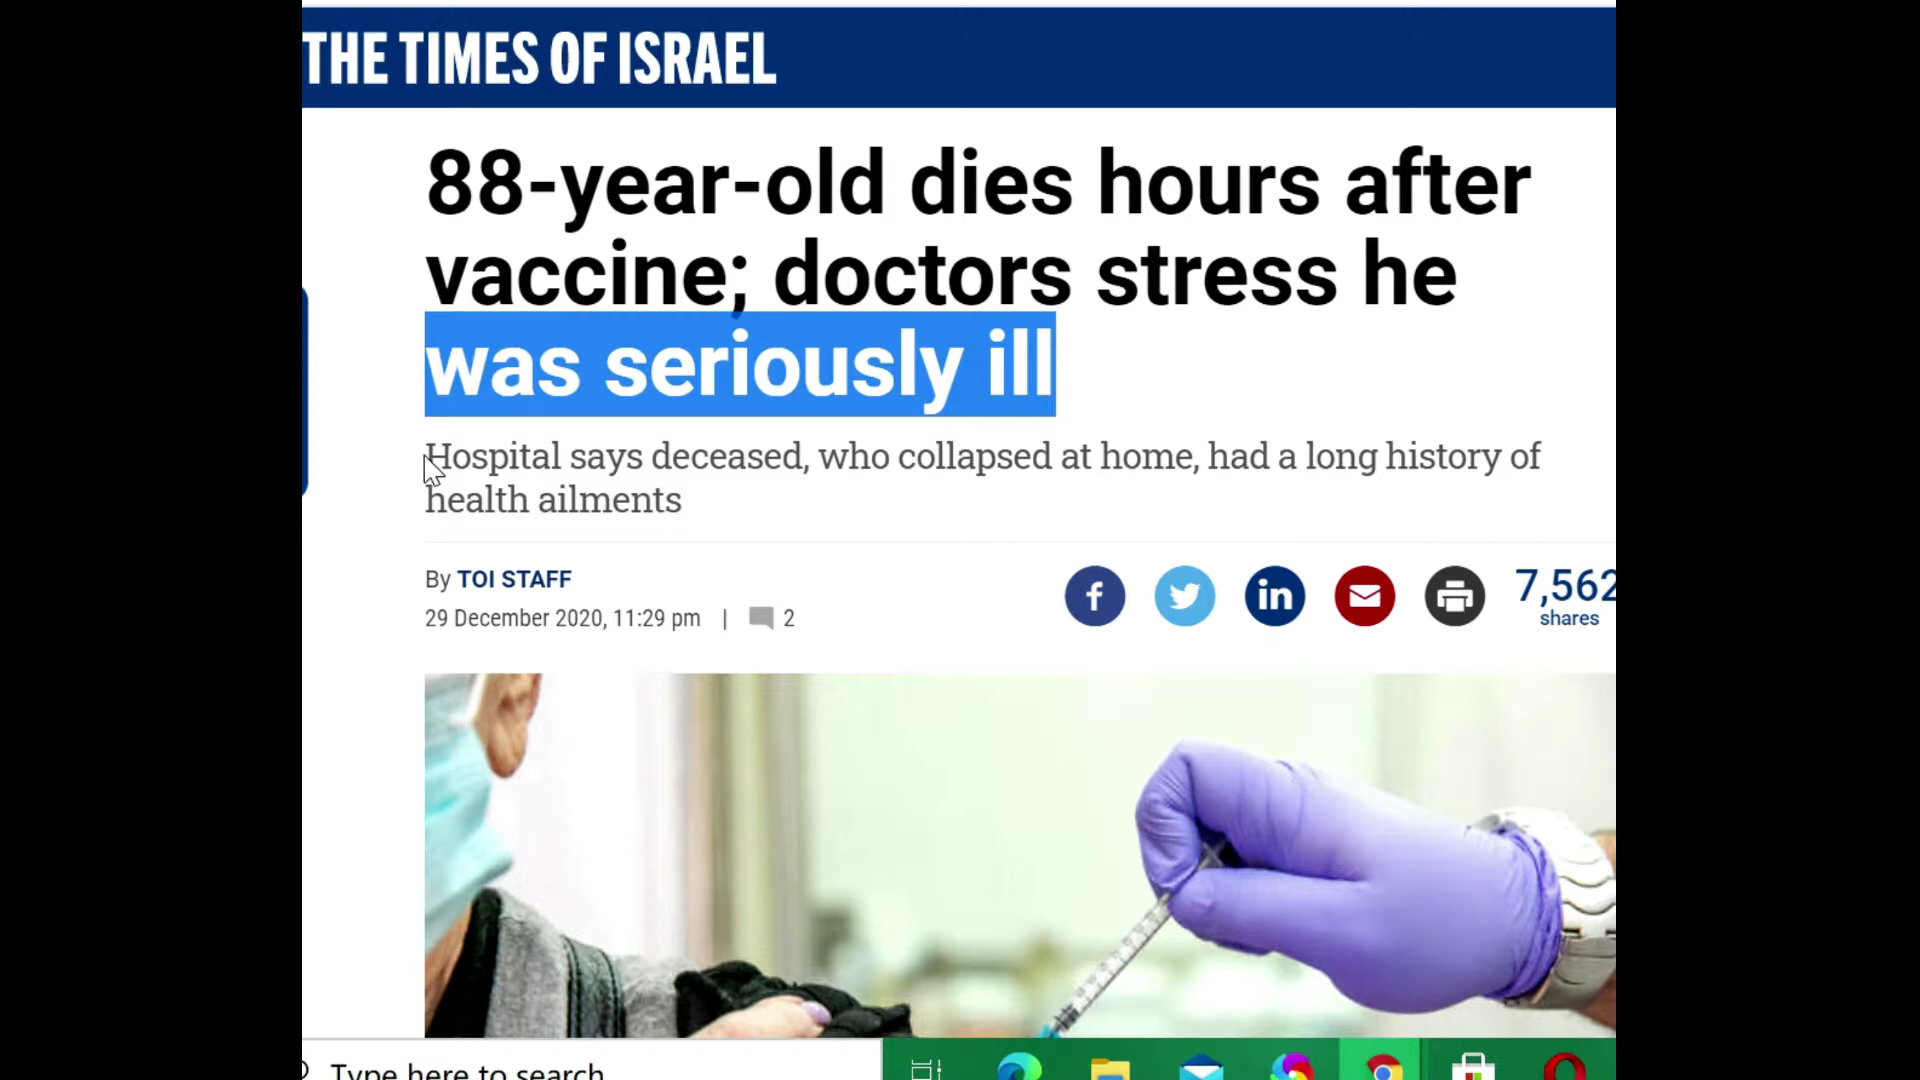 THE TIMES OF ISRAEL
88-year-old dies hours after
vaccine; doctors stress he
was seriously ill
Hospital says deceased, who collapsed at home, had a long history of
health ailments
By TOI STAFF
29 December 2020, 11:29 pm | 2
7,562
shares
Type here to search